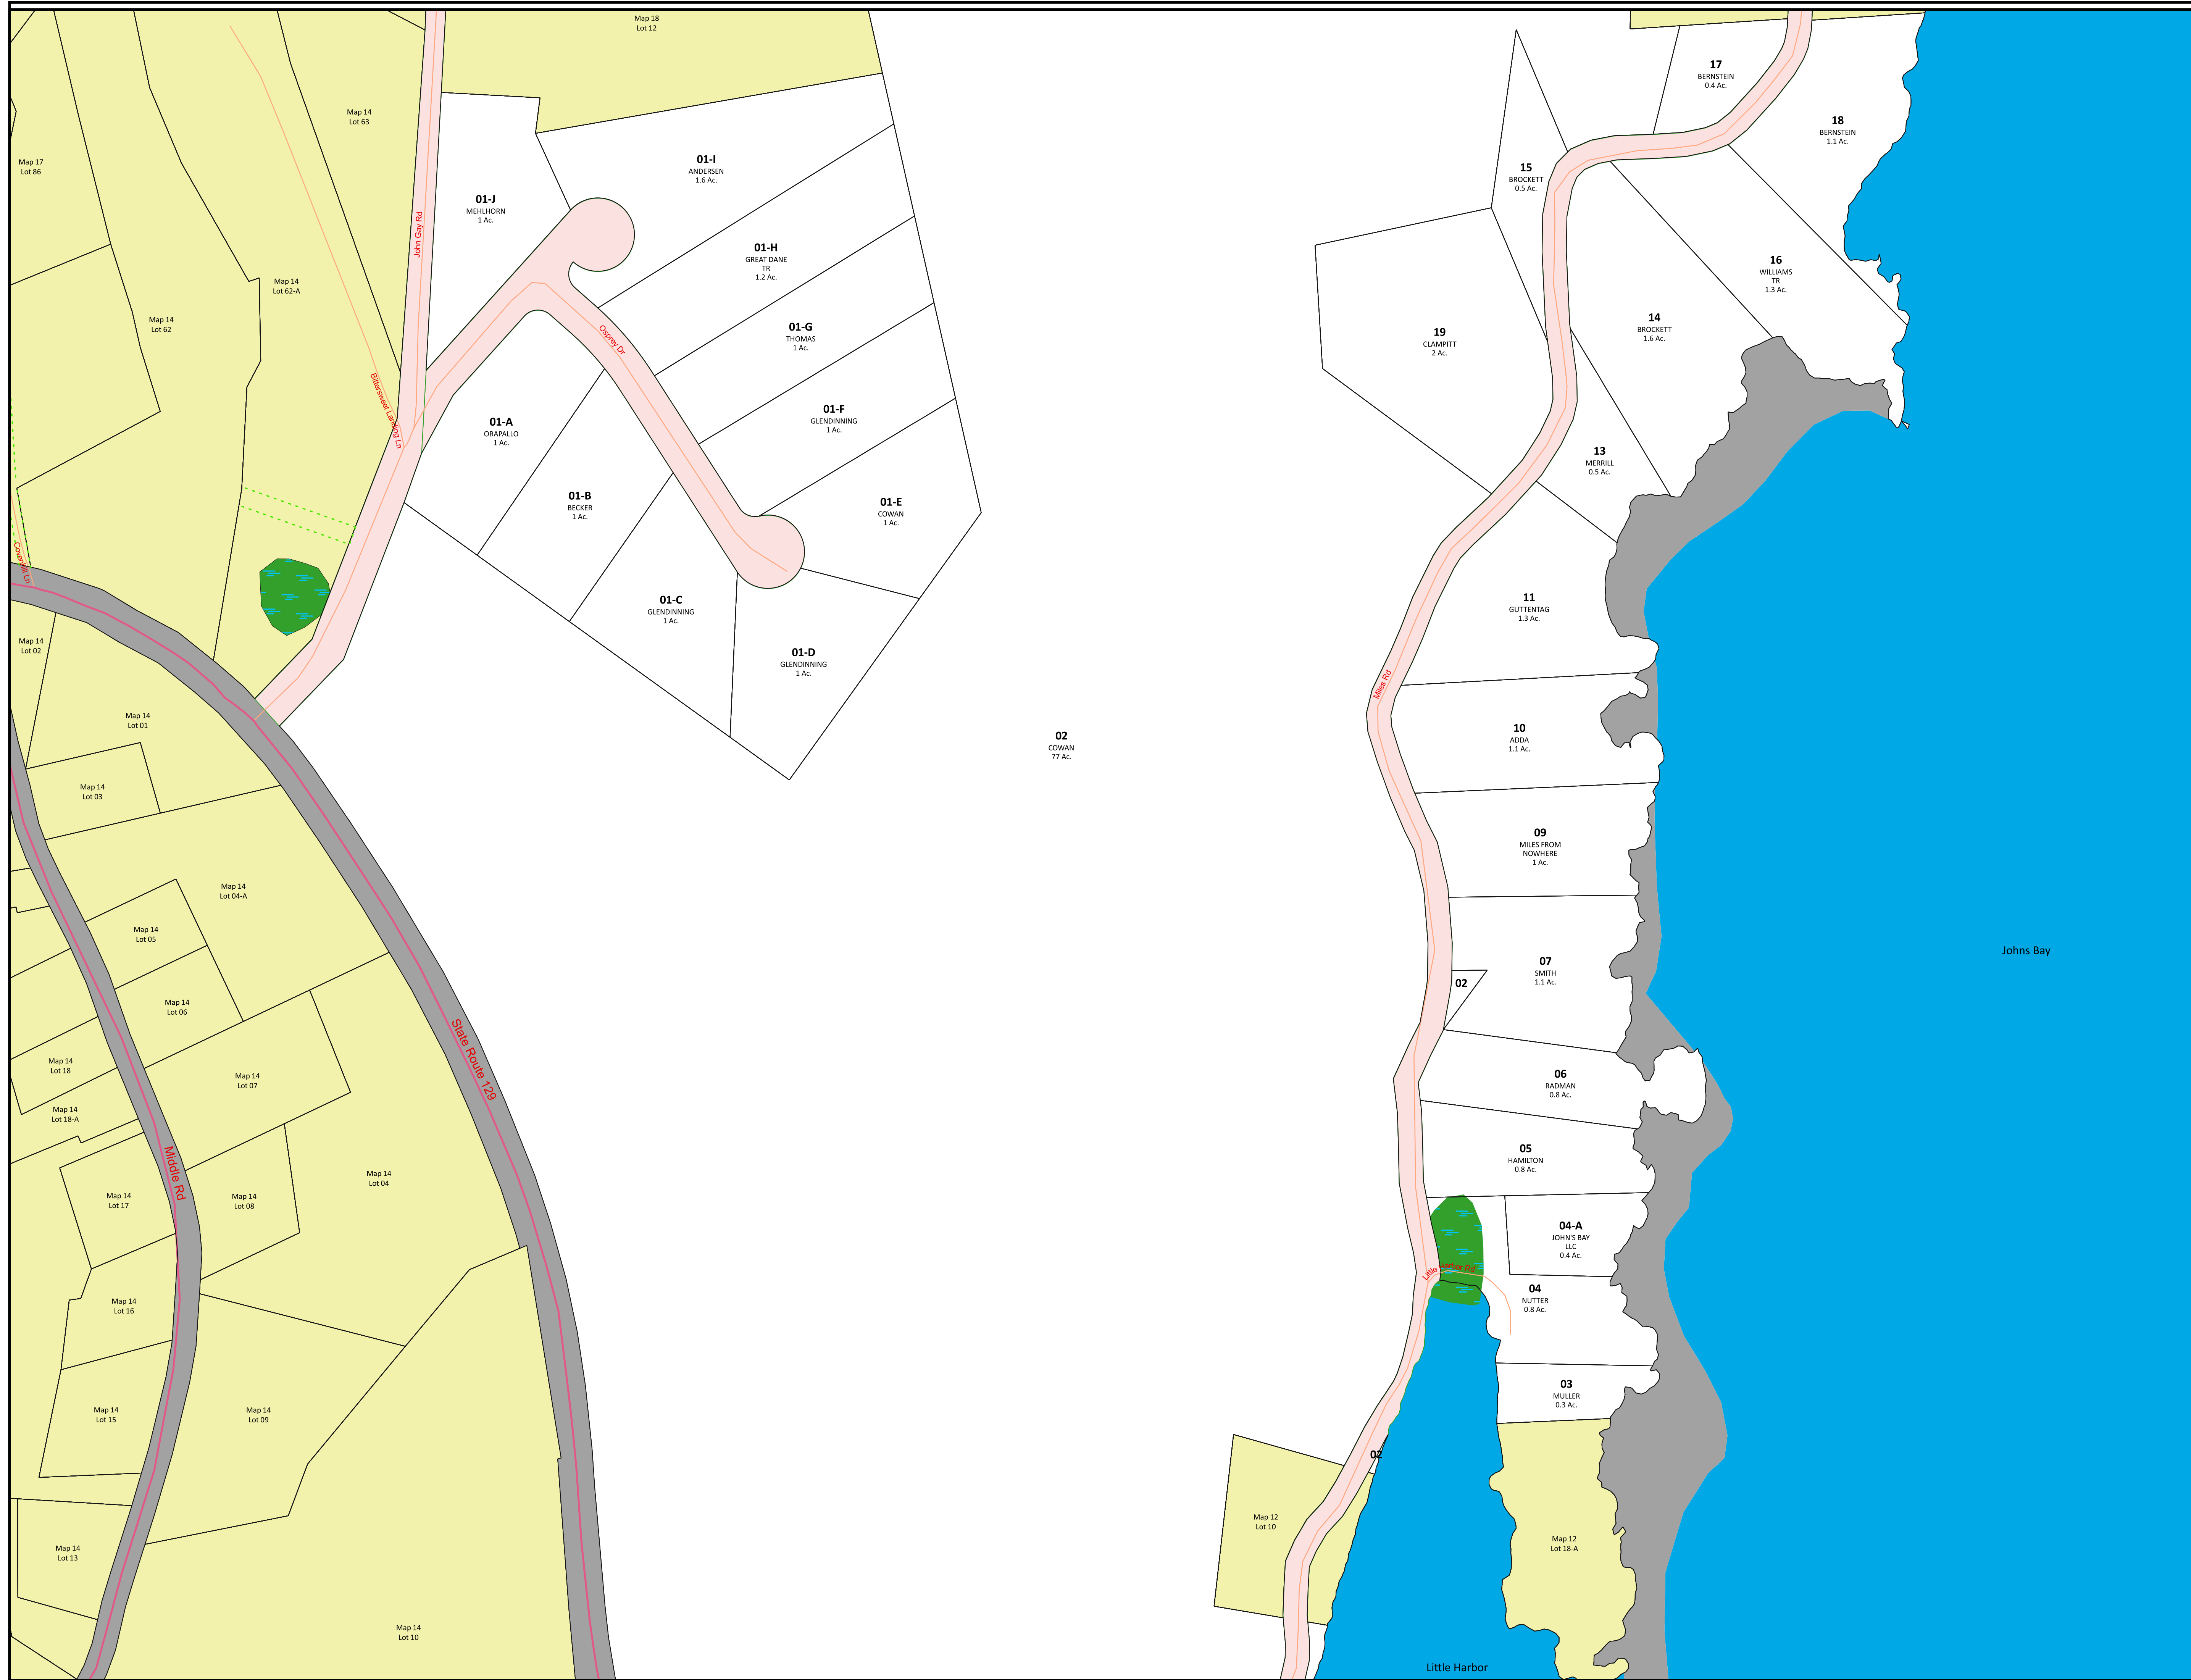 Map 18
Lot 12
17
BERNSTEIN
0.4 Ac.
Map 14
Lot 63
18
BERNSTEIN
1.1 Ac.
Map 17
Lot 86
01-I
ANDERSEN
1.6 Ac.
15
BROCKETT
0.5 Ac.
01-J
MEHLHORN
1 Ac.
John Gay Rd
01-H
GREAT DANE
TR
1.2 Ac.
16
WILLIAMS
TR
1.3 Ac.
Map 14
Lot 62-A
Map 14
Lot 62
Osprey Dr
01-G
THOMAS
1 Ac.
19
CLAMPITT
2 Ac.
14
BROCKETT
1.6 Ac.
Bittersweet Landing Ln
01-A
ORAPALLO
1 Ac.
01-F
GLENDINNING
1 Ac.
13
MERRILL
0.5 Ac.
01-B
BECKER
1 Ac.
01-E
COWAN
1 Ac.
Ln
01-C
GLENDINNING
1 Ac.
11
GUTTENTAG
1.3 Ac.
Map 14
Lot 02
01-D
GLENDINNING
1 Ac.
Miles Rd
Map 14
Lot 01
02
COWAN
77 Ac.
10
ADDA
1.1 Ac.
Map 14
Lot 03
09
MILES FROM
NOWHERE
1 Ac.
Map 14
Lot 04-A
Map 14
Lot 05
Johns Bay
07
SMITH
1.1 Ac.
02
Map 14
Lot 06
State Route 129
Map 14
Lot 18
Map 14
Lot 07
06
RADMAN
0.8 Ac.
Map 14
Lot 18-A
05
HAMILTON
0.8 Ac.
Middle Rd
Map 14
Lot 04
Map 14
Lot 17
Map 14
Lot 08
04-A
JOHN'S BAY
LLC
0.4 Ac.
Little Harbor Rd
04
NUTTER
0.8 Ac.
Map 14
Lot 16
03
MULLER
0.3 Ac.
Map 14
Lot 15
Map 14
Lot 09
02
Map 12
Lot 10
Map 12
Lot 18-A
Map 14
Lot 13
Map 14
Lot 10
Little Harbor